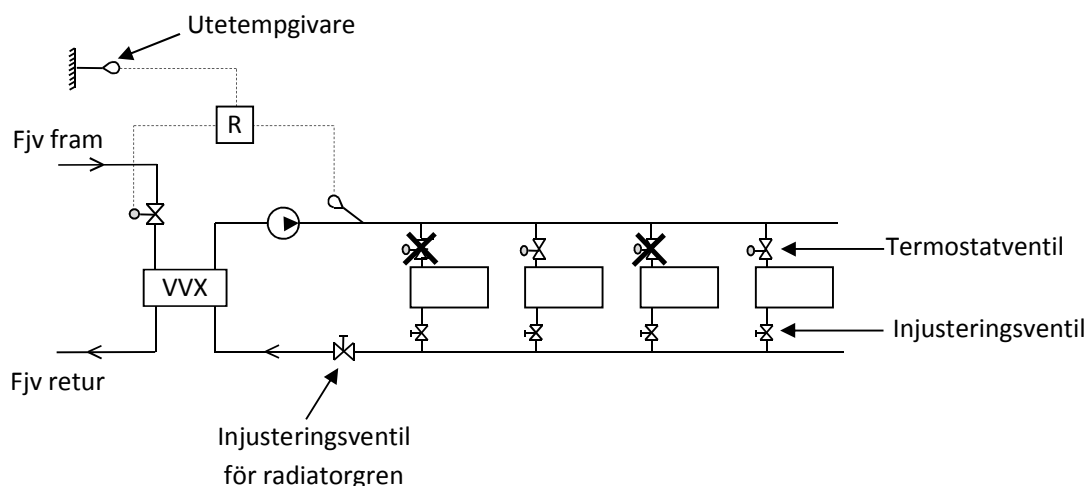 Utetempgivare
R
Fjv fram
Termostatventil
VVX
Injusteringsventil
Fjv retur
Injusteringsventil
för radiatorgren